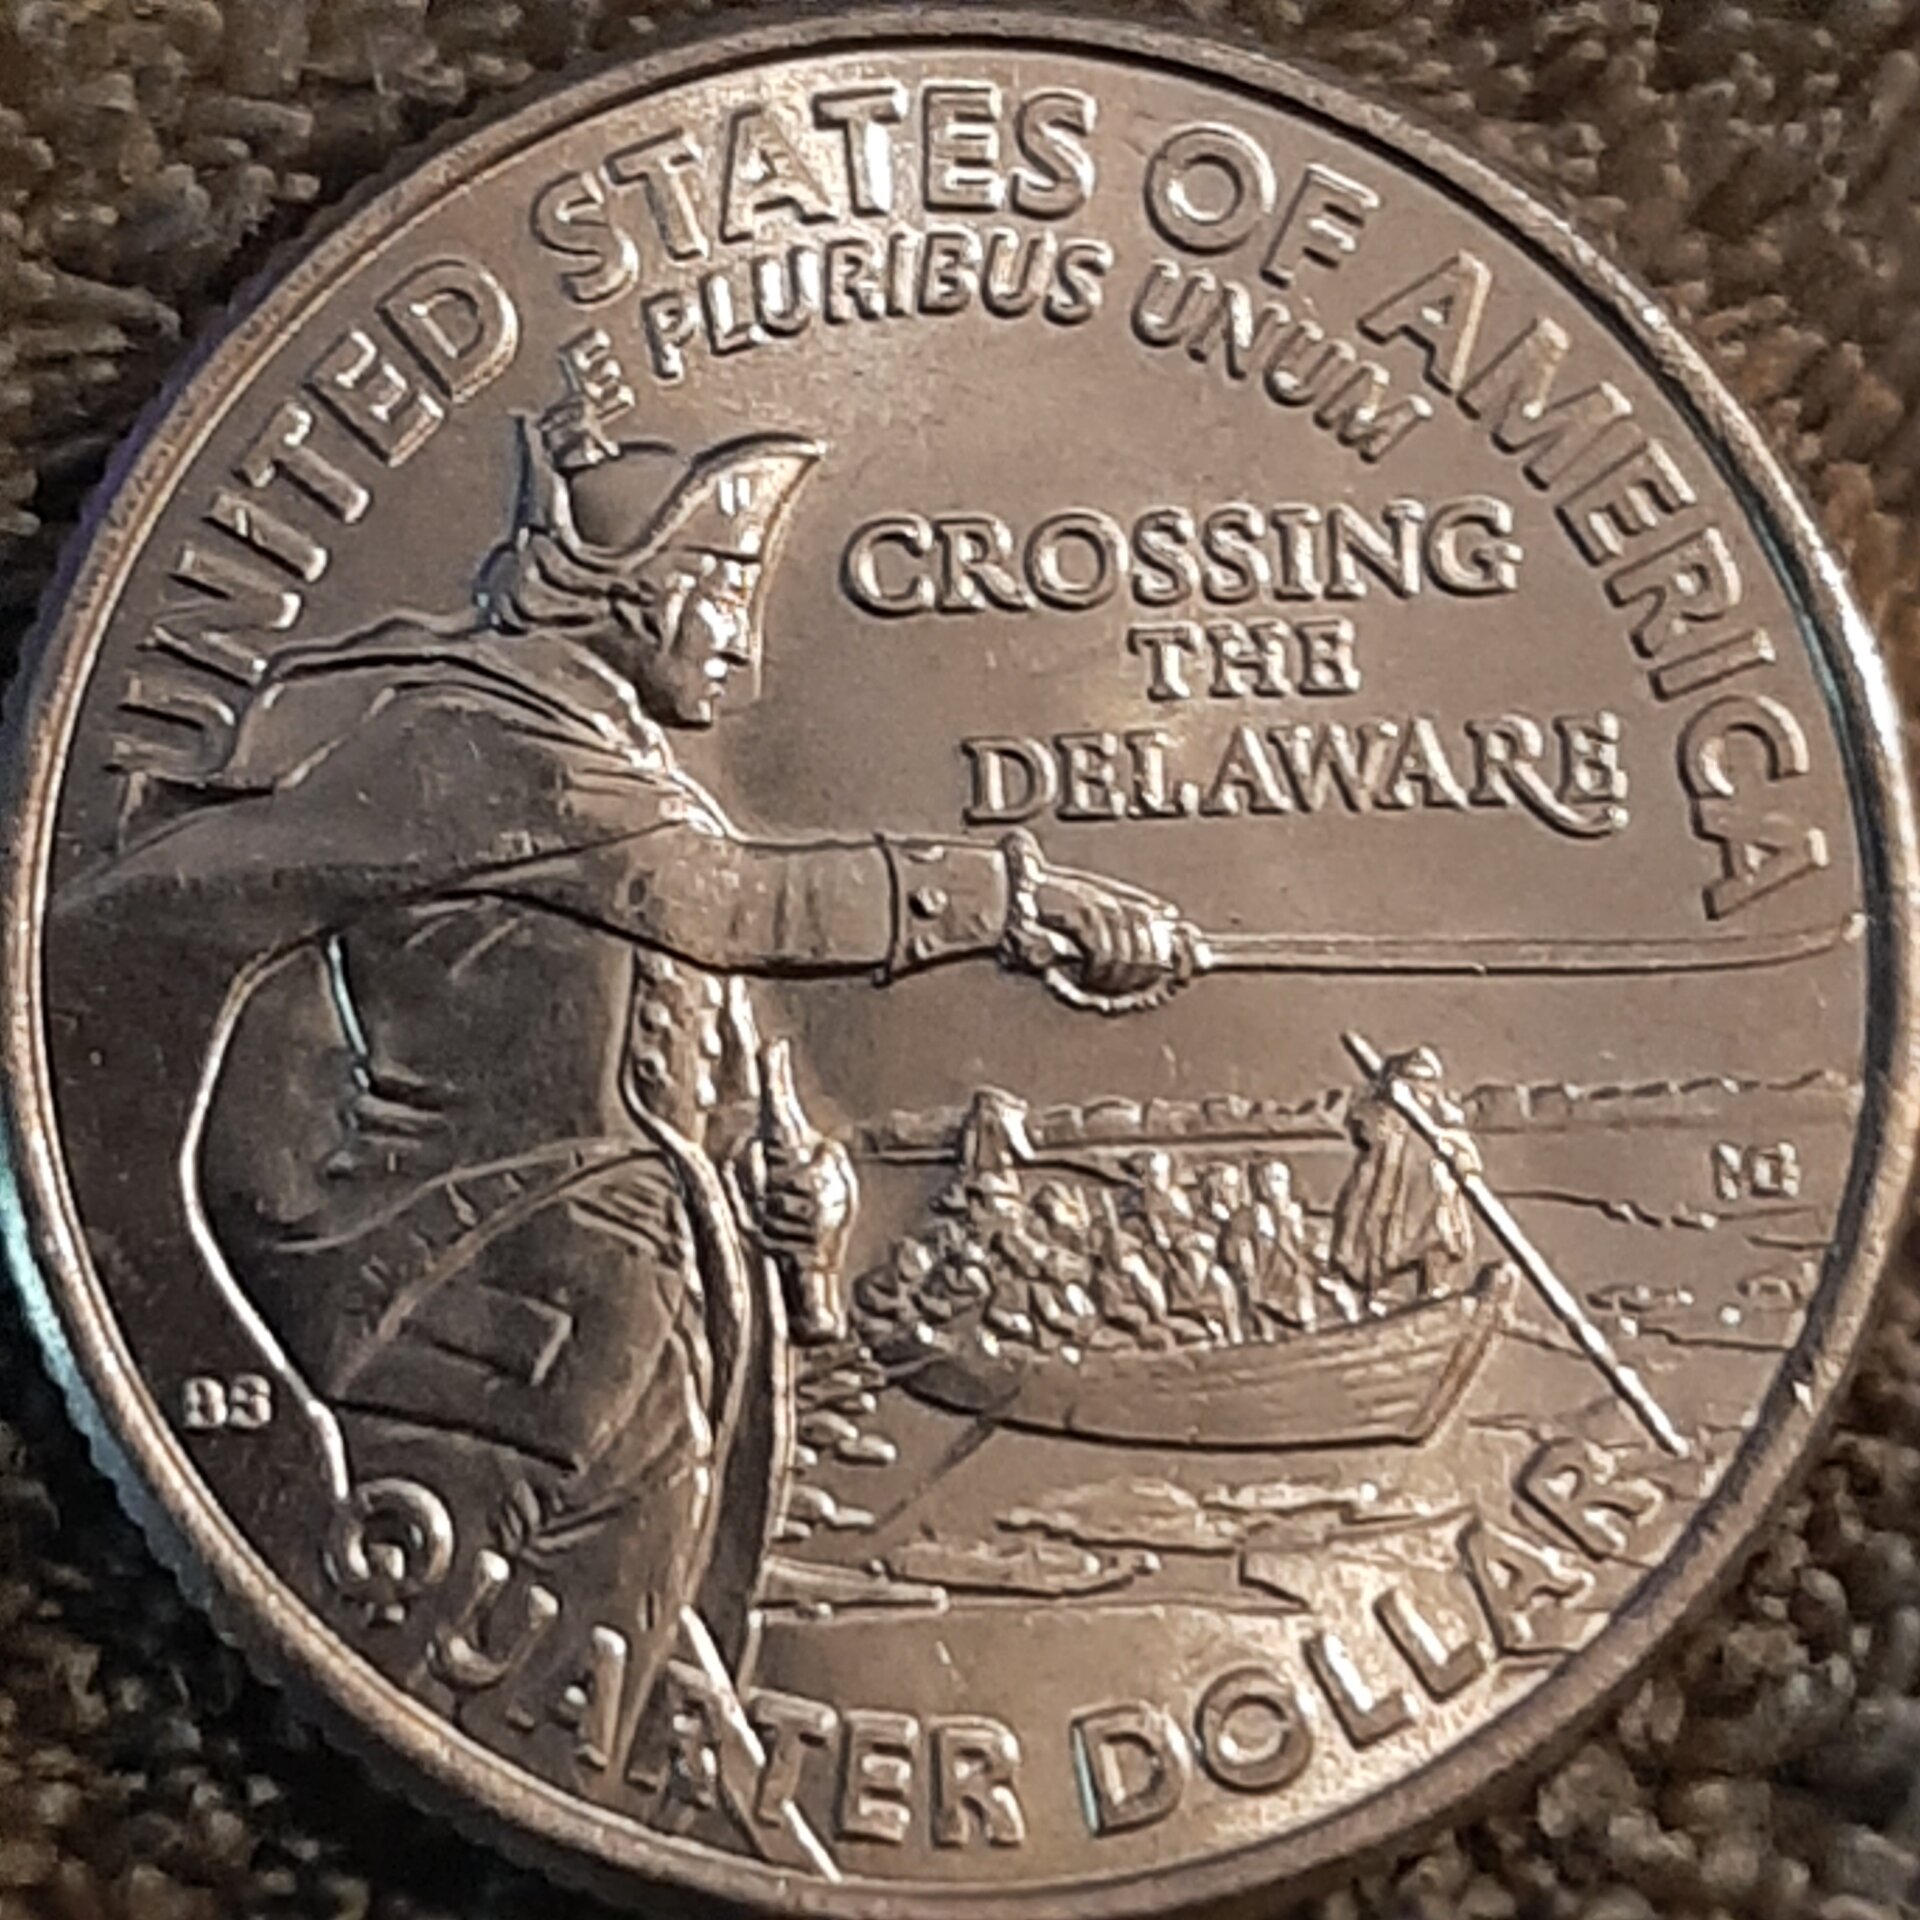 UNITED STATES OF AMERICA
E PLURIBUS UNUM
CROSSING
THE
DELAWARE
BS
QUARTER DOLLAR